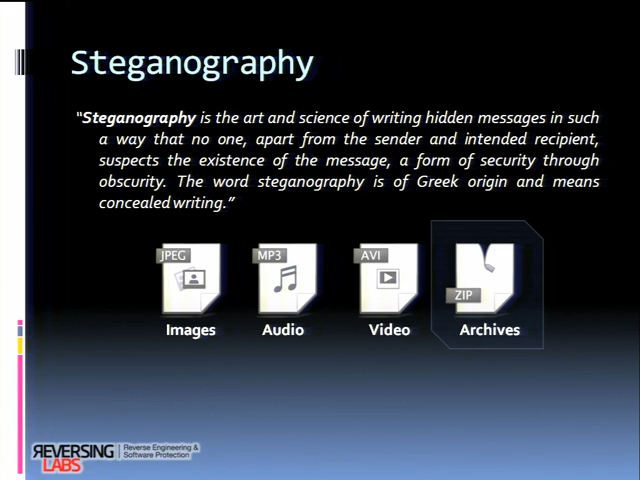 Steganography
“Steganography is the art and science of writing hidden messages in such
a way that no one, apart from the sender and intended recipient,
suspects the existence of the message, a form of security through
obscurity. The word steganography is of Greek origin and means
concealed writing.”
JPEG MP3 AVI ZIP
Images Audio Video Archives
REVERSING LABS
Reverse Engineering &
Software Protection